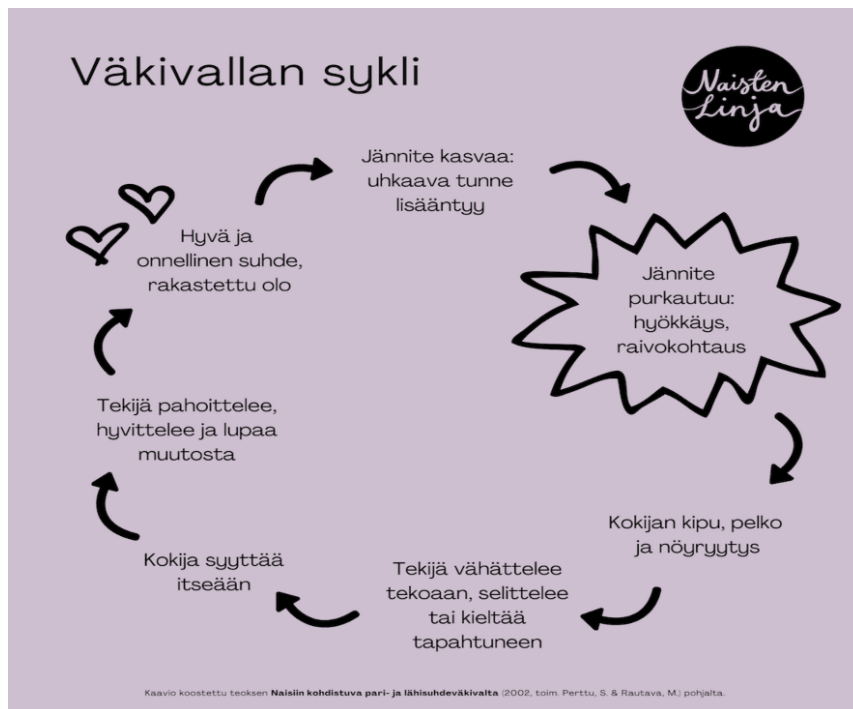 Väkivallan sykli
Naisten
Linja
Jännite kasvaa:
uhkaava tunne
lisääntyy
Jännite
purkautuu:
hyökkäys,
raivokohtaus
Kokijan kipu, pelko
ja nöyryytys
Tekijä vähättelee
tekoaan, selittelee
tai kieltää
tapahtuneen
Kokija syyttää
itseään
Tekijä pahoittelee,
hyvittelee ja lupaa
muutosta
Hyvä ja
onnellinen suhde,
rakastettu olo
Kaavio koostettu teoksen Naisiin kohdistuva pari- ja lähisuhdeväkivalta (2002, toim. Perttu, S. & Rautava, M.) pohjalta.